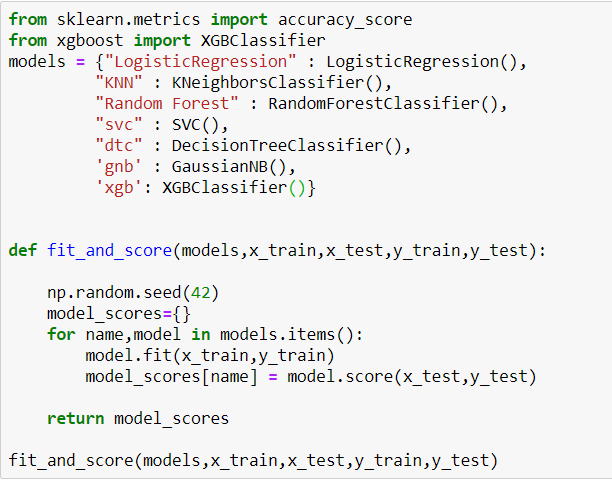 from sklearn.metrics import accuracy_score
from xgboost import XGBClassifier
models = {"LogisticRegression" : LogisticRegression(),
         "KNN" : KNeighborsClassifier(),
         "Random Forest" : RandomForestClassifier(),
         "svc" : SVC(),
         "dtc" : DecisionTreeClassifier(),
         'gnb' : GaussianNB(),
         'xgb': XGBClassifier()}
def fit_and_score(models,x_train,x_test,y_train,y_test):
    np.random.seed(42)
    model_scores={}
    for name,model in models.items():
        model.fit(x_train,y_train)
        model_scores[name] = model.score(x_test,y_test)
    return model_scores
fit_and_score(models,x_train,x_test,y_train,y_test)